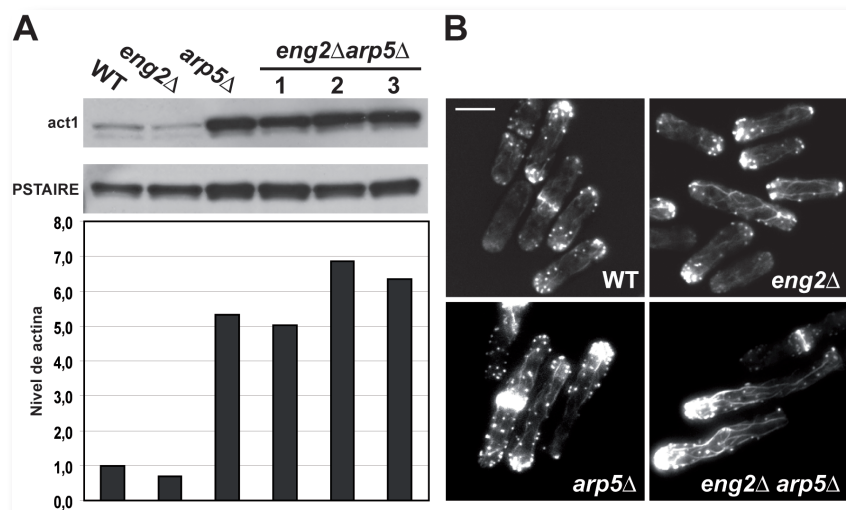 A
WT
eng2Δ
arp5Δ
eng2Δarp5Δ
1 2 3
act1
PSTAIRE
Nivel de actina
8,0
7,0
6,0
5,0
4,0
3,0
2,0
1,0
0,0
B
WT
eng2Δ
arp5Δ
eng2Δ arp5Δ